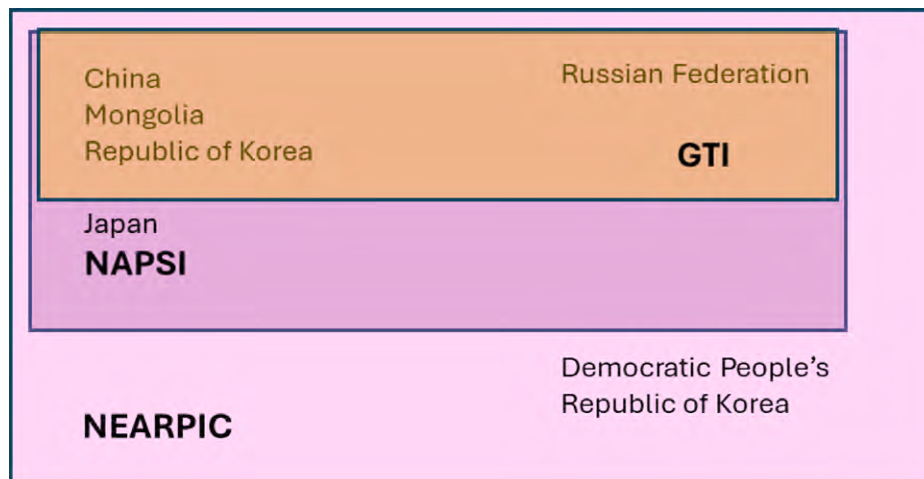 China
Mongolia
Republic of Korea
Russian Federation
GTI
Japan
NAPSI
Democratic People's
Republic of Korea
NEARPIC